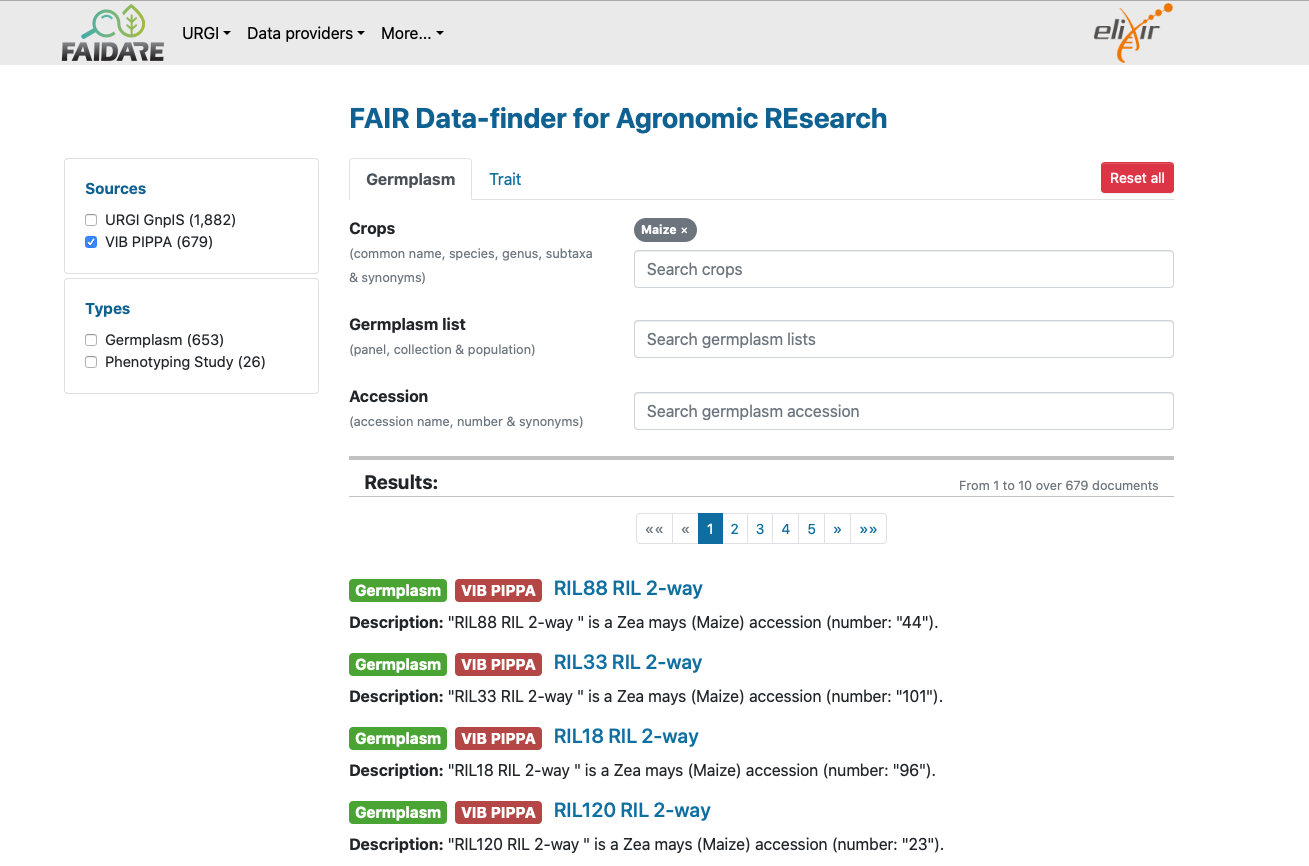 FAIDARE
URGI
Data providers
More...
elixir
FAIR Data-finder for Agronomic REsearch
Sources
URGI GnpIS (1,882)
VIB PIPPA (679)
Types
Germplasm (653)
Phenotyping Study (26)
Germplasm
Trait
Reset all
Crops
(common name, species, genus, subtaxa
& synonyms)
Maize ×
Search crops
Germplasm list
(panel, collection & population)
Search germplasm lists
Accession
(accession name, number & synonyms)
Search germplasm accession
Results:
From 1 to 10 over 679 documents
«« « 1 2 3 4 5 » »»
Germplasm VIB PIPPA RIL88 RIL 2-way
Description: "RIL88 RIL 2-way " is a Zea mays (Maize) accession (number: "44").
Germplasm VIB PIPPA RIL33 RIL 2-way
Description: "RIL33 RIL 2-way " is a Zea mays (Maize) accession (number: "101").
Germplasm VIB PIPPA RIL18 RIL 2-way
Description: "RIL18 RIL 2-way " is a Zea mays (Maize) accession (number: "96").
Germplasm VIB PIPPA RIL120 RIL 2-way
Description: "RIL120 RIL 2-way " is a Zea mays (Maize) accession (number: "23").